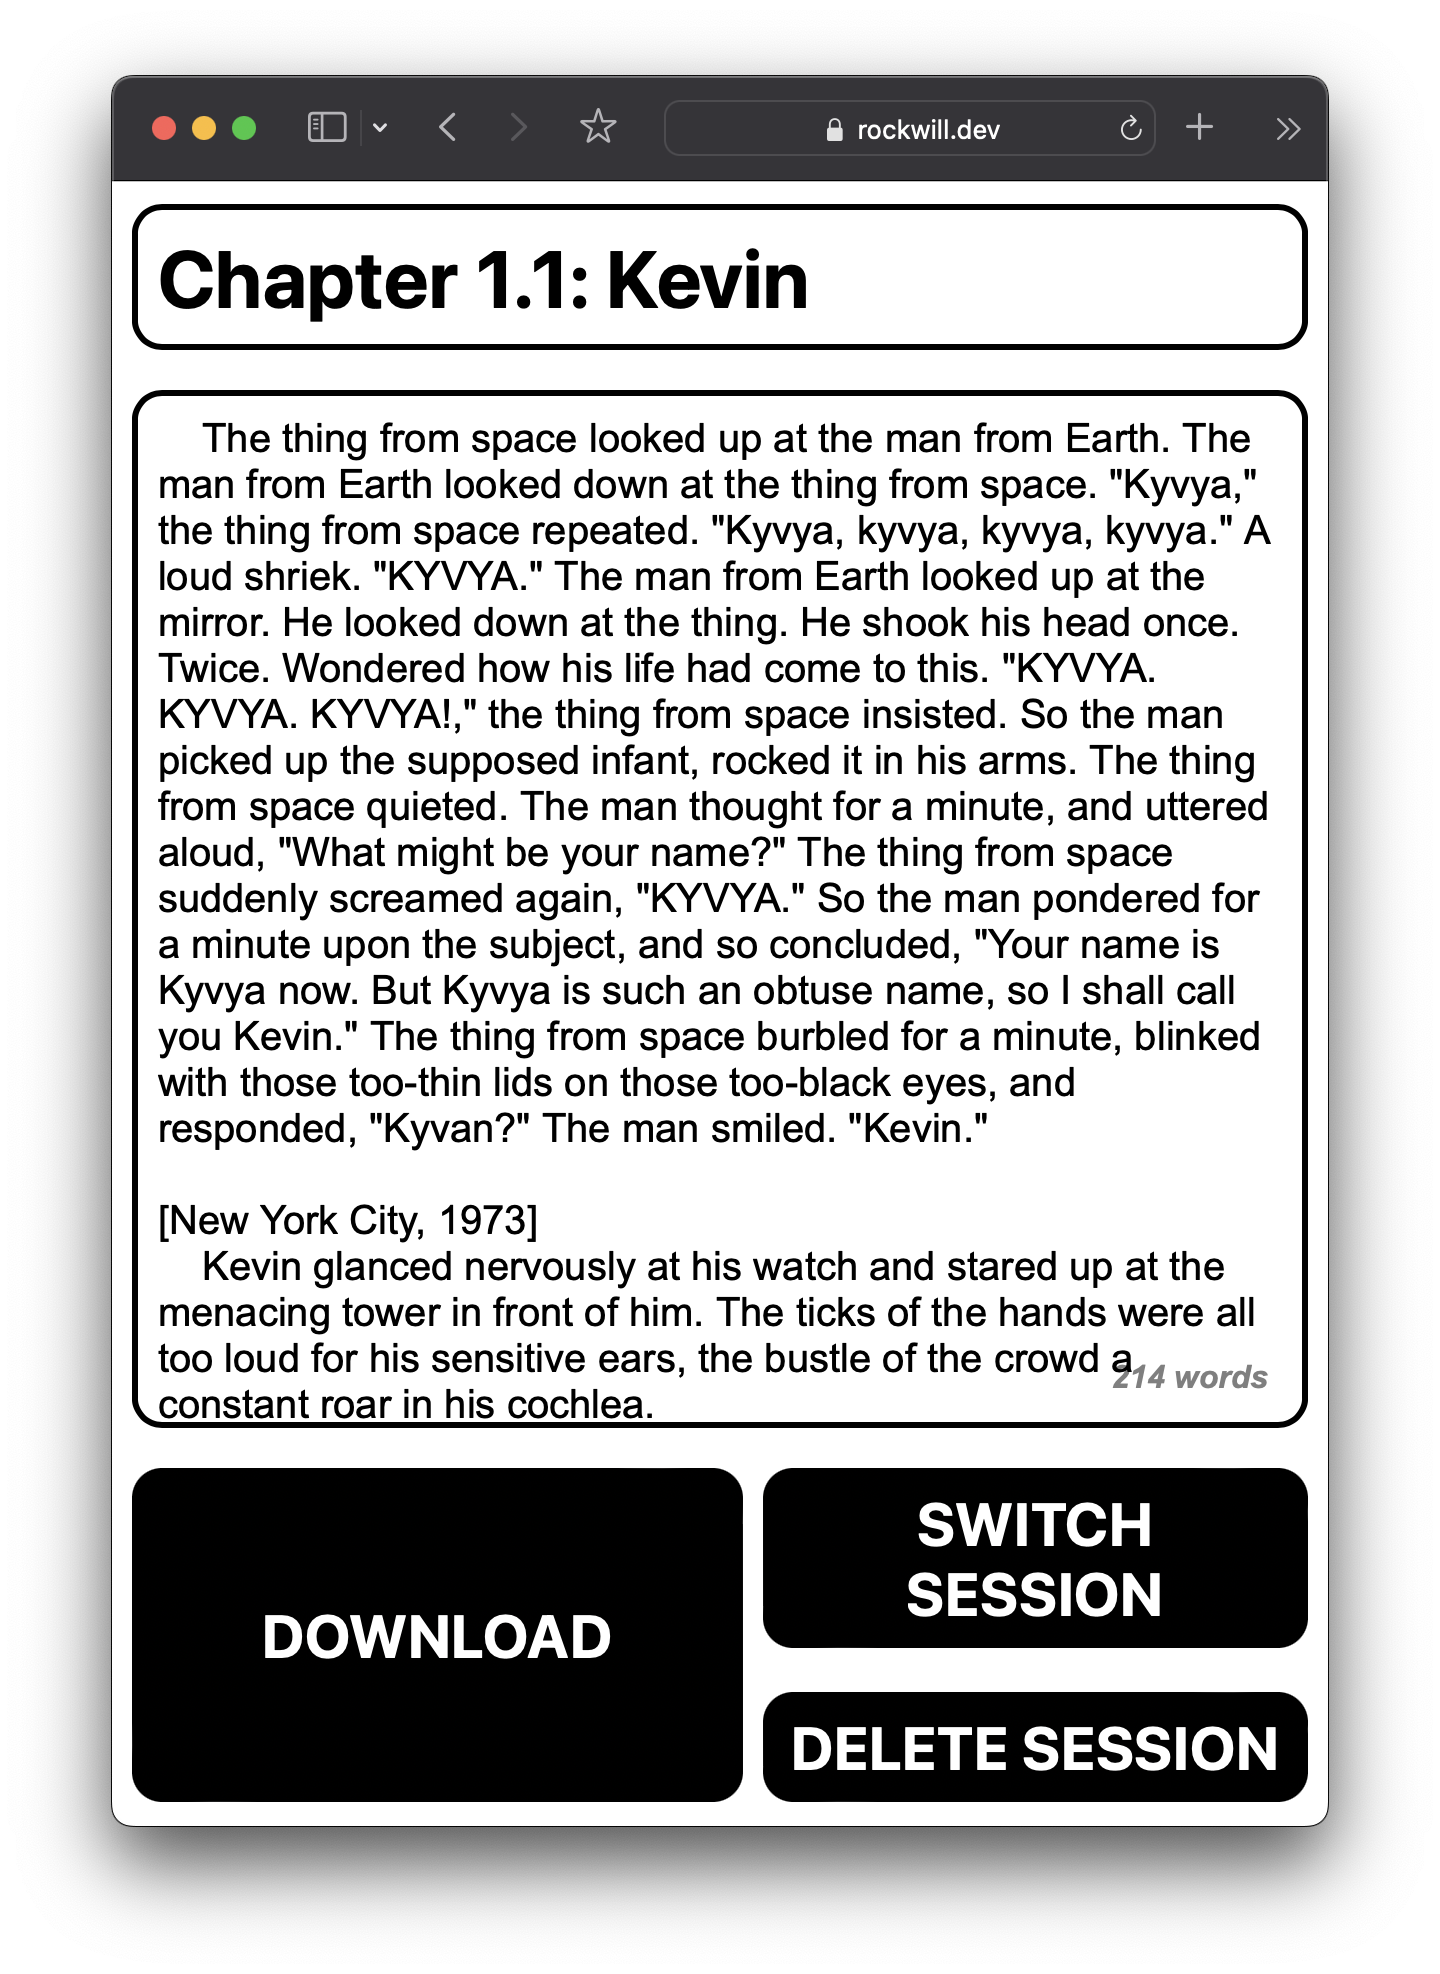 rockwill.dev
Chapter 1.1: Kevin
The thing from space looked up at the man from Earth. The
man from Earth looked down at the thing from space. "Kyvya,"
the thing from space repeated. "Kyvya, kyvya, kyvya, kyvya." A
loud shriek. "KYVYA." The man from Earth looked up at the
mirror. He looked down at the thing. He shook his head once.
Twice. Wondered how his life had come to this. "KYVYA.
KYVYA. KYVYA!," the thing from space insisted. So the man
picked up the supposed infant, rocked it in his arms. The thing
from space quieted. The man thought for a minute, and uttered
aloud, "What might be your name?" The thing from space
suddenly screamed again, "KYVYA." So the man pondered for
a minute upon the subject, and so concluded, "Your name is
Kyvya now. But Kyvya is such an obtuse name, so I shall call
you Kevin." The thing from space burbled for a minute, blinked
with those too-thin lids on those too-black eyes, and
responded, "Kyvan?" The man smiled. "Kevin."
[New York City, 1973]
Kevin glanced nervously at his watch and stared up at the
menacing tower in front of him. The ticks of the hands were all
too loud for his sensitive ears, the bustle of the crowd a
constant roar in his cochlea.
214 words
DOWNLOAD
SWITCH
SESSION
DELETE SESSION